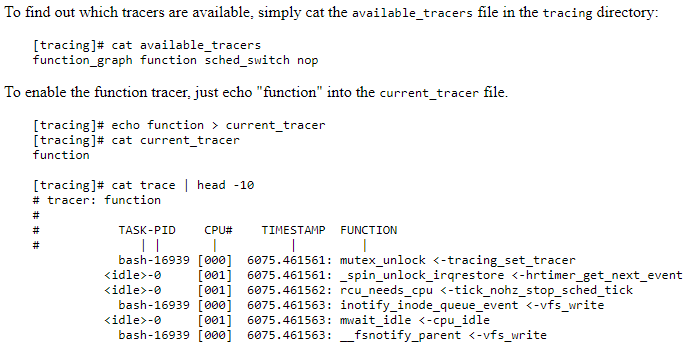 To find out which tracers are available, simply cat the available_tracers file in the tracing directory:
[tracing]# cat available_tracers
function_graph function sched_switch nop
To enable the function tracer, just echo "function" into the current_tracer file.
[tracing]# echo function > current_tracer
[tracing]# cat current_tracer
function
[tracing]# cat trace | head -10
# tracer: function
#
#           TASK-PID    CPU#    TIMESTAMP  FUNCTION
#              | |       |          |         |
            bash-16939 [000]  6075.461561: mutex_unlock <-tracing_set_tracer
          <idle>-0     [001]  6075.461561: _spin_unlock_irqrestore <-hrtimer_get_next_event
          <idle>-0     [001]  6075.461562: rcu_needs_cpu <-tick_nohz_stop_sched_tick
            bash-16939 [000]  6075.461563: inotify_inode_queue_event <-vfs_write
          <idle>-0     [001]  6075.461563: mwait_idle <-cpu_idle
            bash-16939 [000]  6075.461563: __fsnotify_parent <-vfs_write